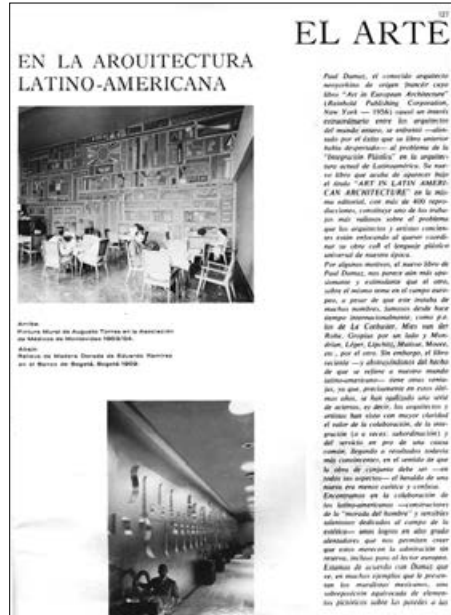 127
EL ARTE
EN LA AROUITECTURA
LATINO-AMERICANA
Arriba:
Pintura Mural de Augusto Torres en la Asociación
de Médicos de Montevideo 1953/54.
Abajo:
Relieve de Madera Dorada de Eduardo Ramírez
en el Banco de Bogotá, Bogotá 1959.
Paul Damaz, el conocido arquitecto
neoyorkino de origen francés cuyo
libro "Art in European Architecture"
(Reinhold Publishing Corporation,
New York — 1956) causó un interés
extraordinario entre los arquitectos
del mundo entero, se enfrentó —alen-
tado por el éxito que su libro anterior
había despertado— al problema de la
"Integración Plástica" en la arquitec-
tura actual de Latinoamérica. Su nue-
vo libro que acaba de aparecer bajo
el título "ART IN LATIN AMERI-
CAN ARCHITECTURE" en la mis-
ma editorial, con más de 400 repro-
ducciones, constituye uno de los traba-
jos más valiosos sobre el problema
que los arquitectos y artistas concien-
tes están enfocando al querer coordi-
nar su obra con el lenguaje plástico
universal de nuestra época.
Por algunos motivos, el nuevo libro de
Paul Damaz, nos parece aún más apa-
sionante y estimulante que el otro,
sobre el mismo tema en el campo euro-
peo, a pesar de que este trataba de
muchos nombres, famosos desde hace
tiempo internacionalmente, como p.e.
los de Le Corbusier, Mies van der
Rohe, Gropius por un lado y Mon-
drian, Léger, Lipchitz, Matisse, Moore,
etc., por el otro. Sin embargo, el libro
reciente —y abstrayéndonos del hecho
de que se refiere a nuestro mundo
latino-americano— tiene otras venta-
jas, ya que, precisamente en estos últi-
mos años, se han realizado una serie
de aciertos, es decir, los arquitectos y
artistas han visto con mayor claridad
el valor de la colaboración, de la inte-
gración (o a veces: subordinación) y
del servicio en pro de una causa
común, llegando a resultados todavía
más convincentes, en el sentido de que
la obra de conjunto debe ser —en
todos sus aspectos— el heraldo de una
nueva era menos caótica y confusa.
Encontramos en la colaboración de
los latino-americanos —constructores
de la "morada del hombre" y sensibles
talentosos dedicados al campo de la
estética— unos logros en alto grado
alentadores que nos permiten creer
que estos merecen la admiración sin
reserva, incluso para el lector europeo.
Estamos de acuerdo con Damaz que
se, en muchos ejemplos que le presen-
tan los muralistas mexicanos, una
sobreposición equivocada de elemen-
tos pictóricos sobre las paredes a las